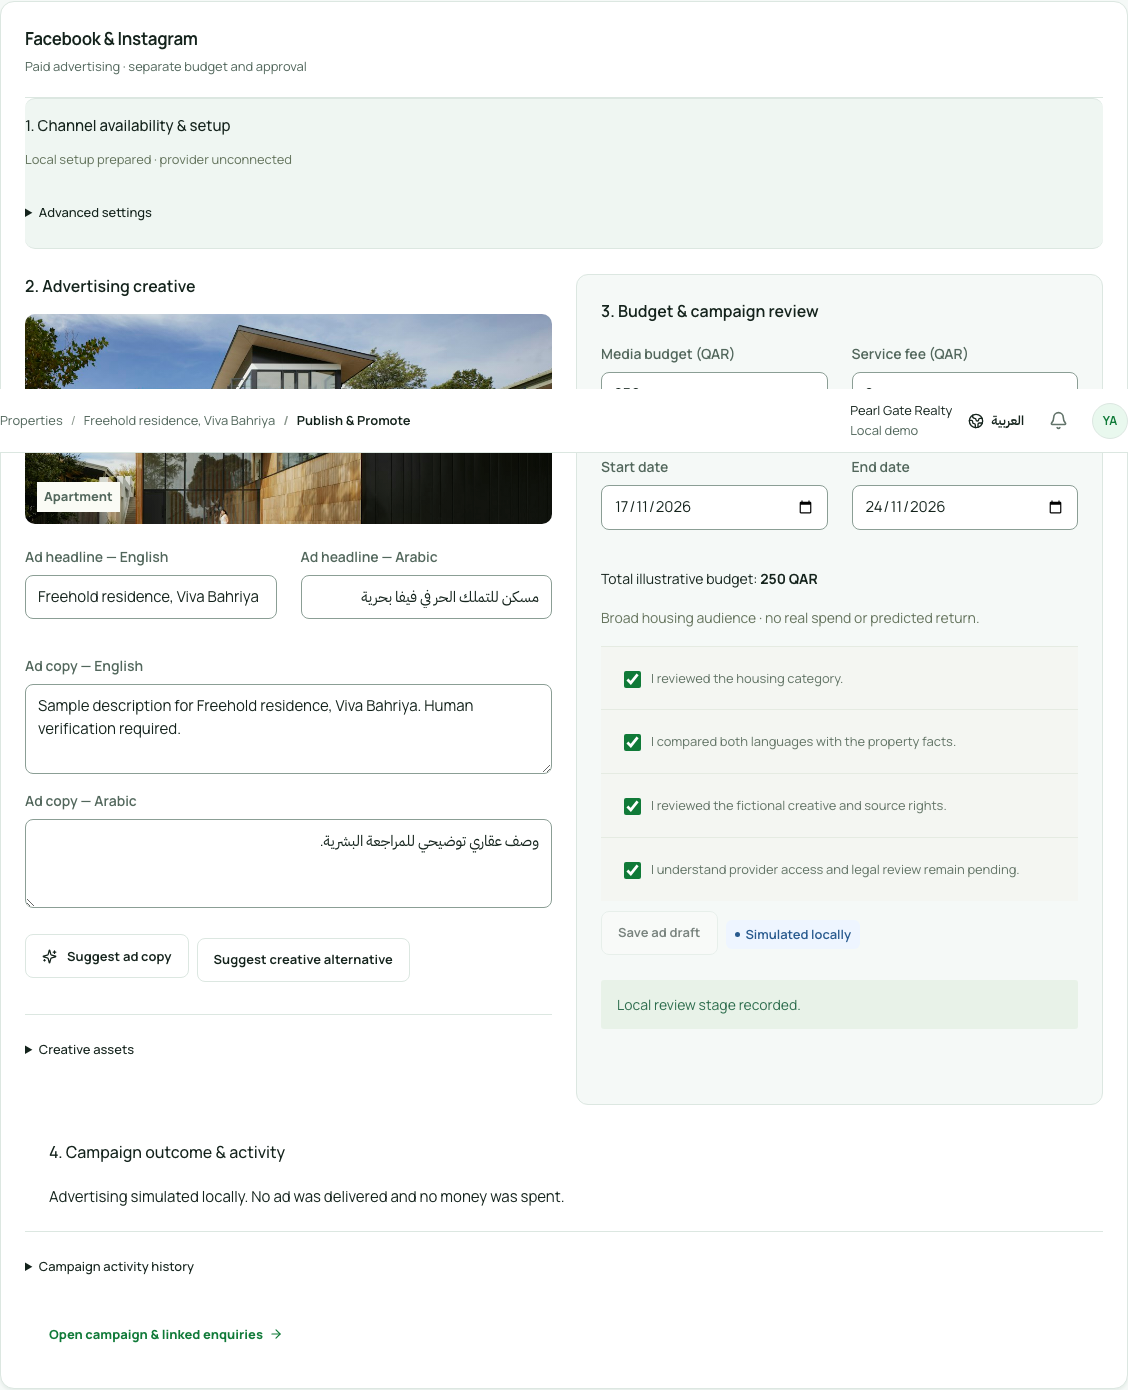 Facebook & Instagram
Paid advertising · separate budget and approval
1. Channel availability & setup
Local setup prepared · provider unconnected
Advanced settings
2. Advertising creative
Apartment
Ad headline — English
Ad headline — Arabic
Freehold residence, Viva Bahriya
مسكن للتملك الحر في فيفا بحرية
Ad copy — English
Sample description for Freehold residence, Viva Bahriya. Human
verification required.
Ad copy — Arabic
وصف عقاري توضيحي للمراجعة البشرية.
Suggest ad copy
Suggest creative alternative
Creative assets
3. Budget & campaign review
Media budget (QAR)
Service fee (QAR)
Properties / Freehold residence, Viva Bahriya / Publish & Promote
Pearl Gate Realty
Local demo
العربية
YA
Start date
End date
17/11/2026
24/11/2026
Total illustrative budget: 250 QAR
Broad housing audience · no real spend or predicted return.
I reviewed the housing category.
I compared both languages with the property facts.
I reviewed the fictional creative and source rights.
I understand provider access and legal review remain pending.
Save ad draft
Simulated locally
Local review stage recorded.
4. Campaign outcome & activity
Advertising simulated locally. No ad was delivered and no money was spent.
Campaign activity history
Open campaign & linked enquiries